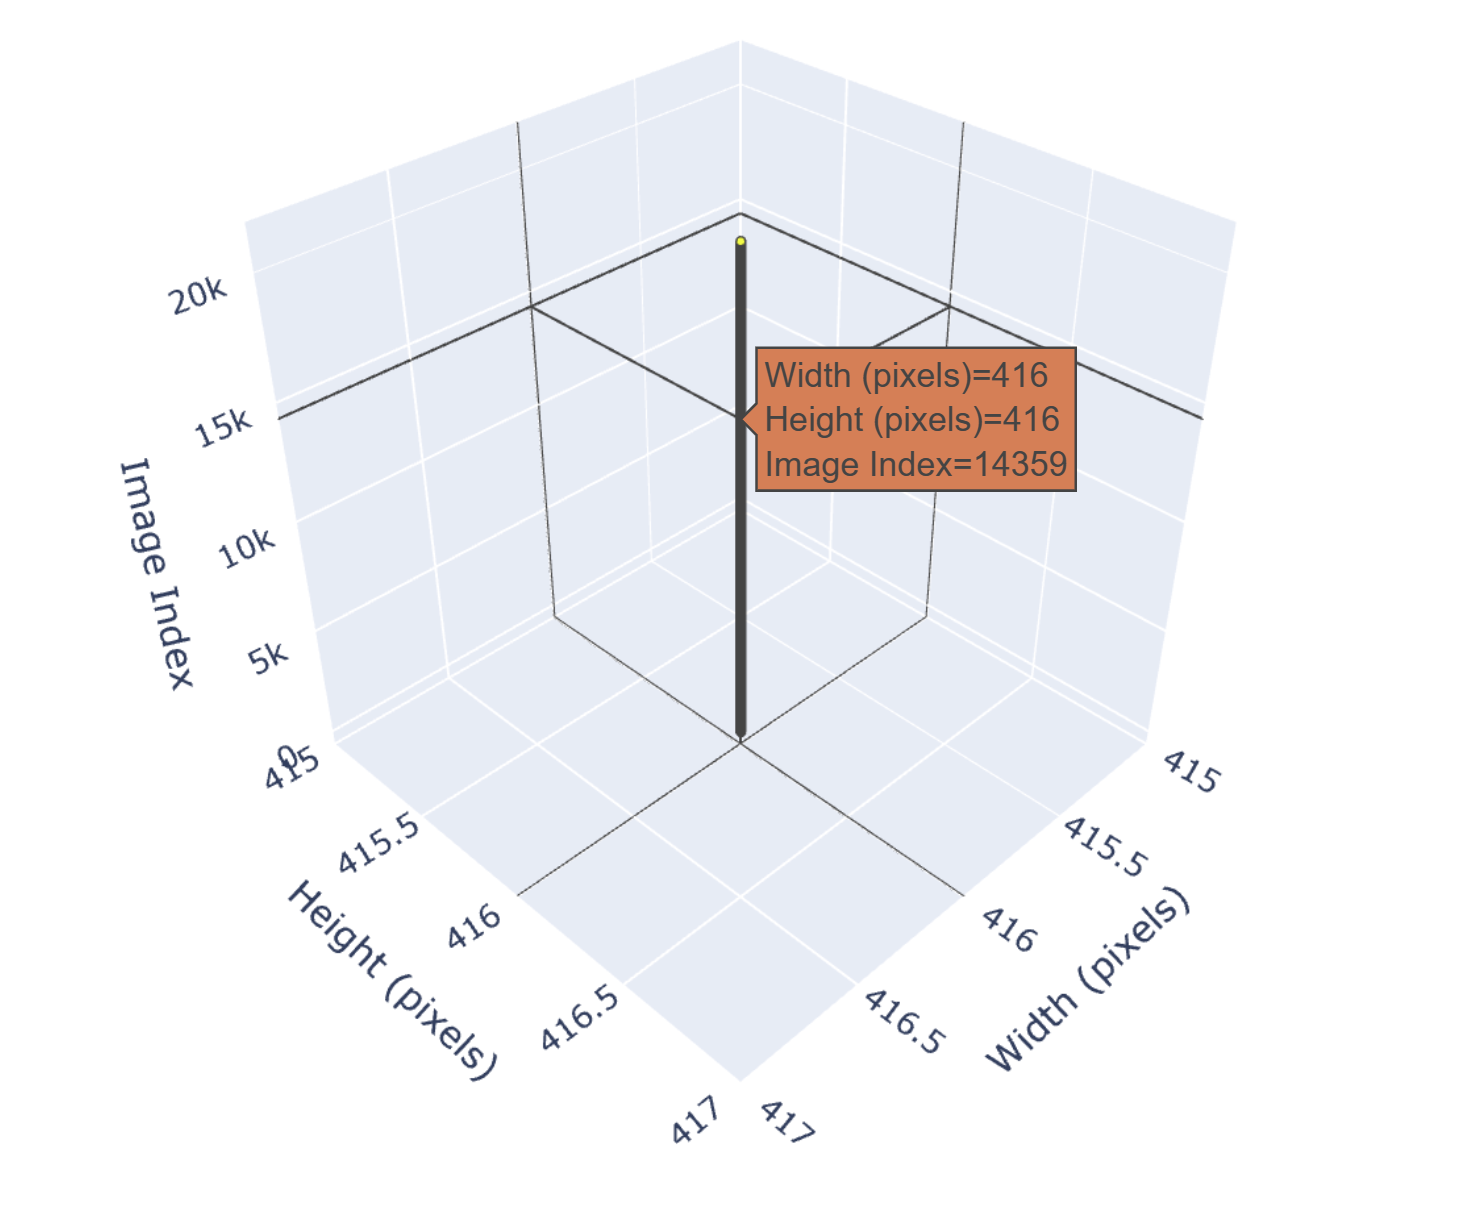 20k
15k
10k
5k
0
Image Index
Width (pixels)=416
Height (pixels)=416
Image Index=14359
415
415.5
416
416.5
417
Height (pixels)
415
415.5
416
416.5
417
Width (pixels)